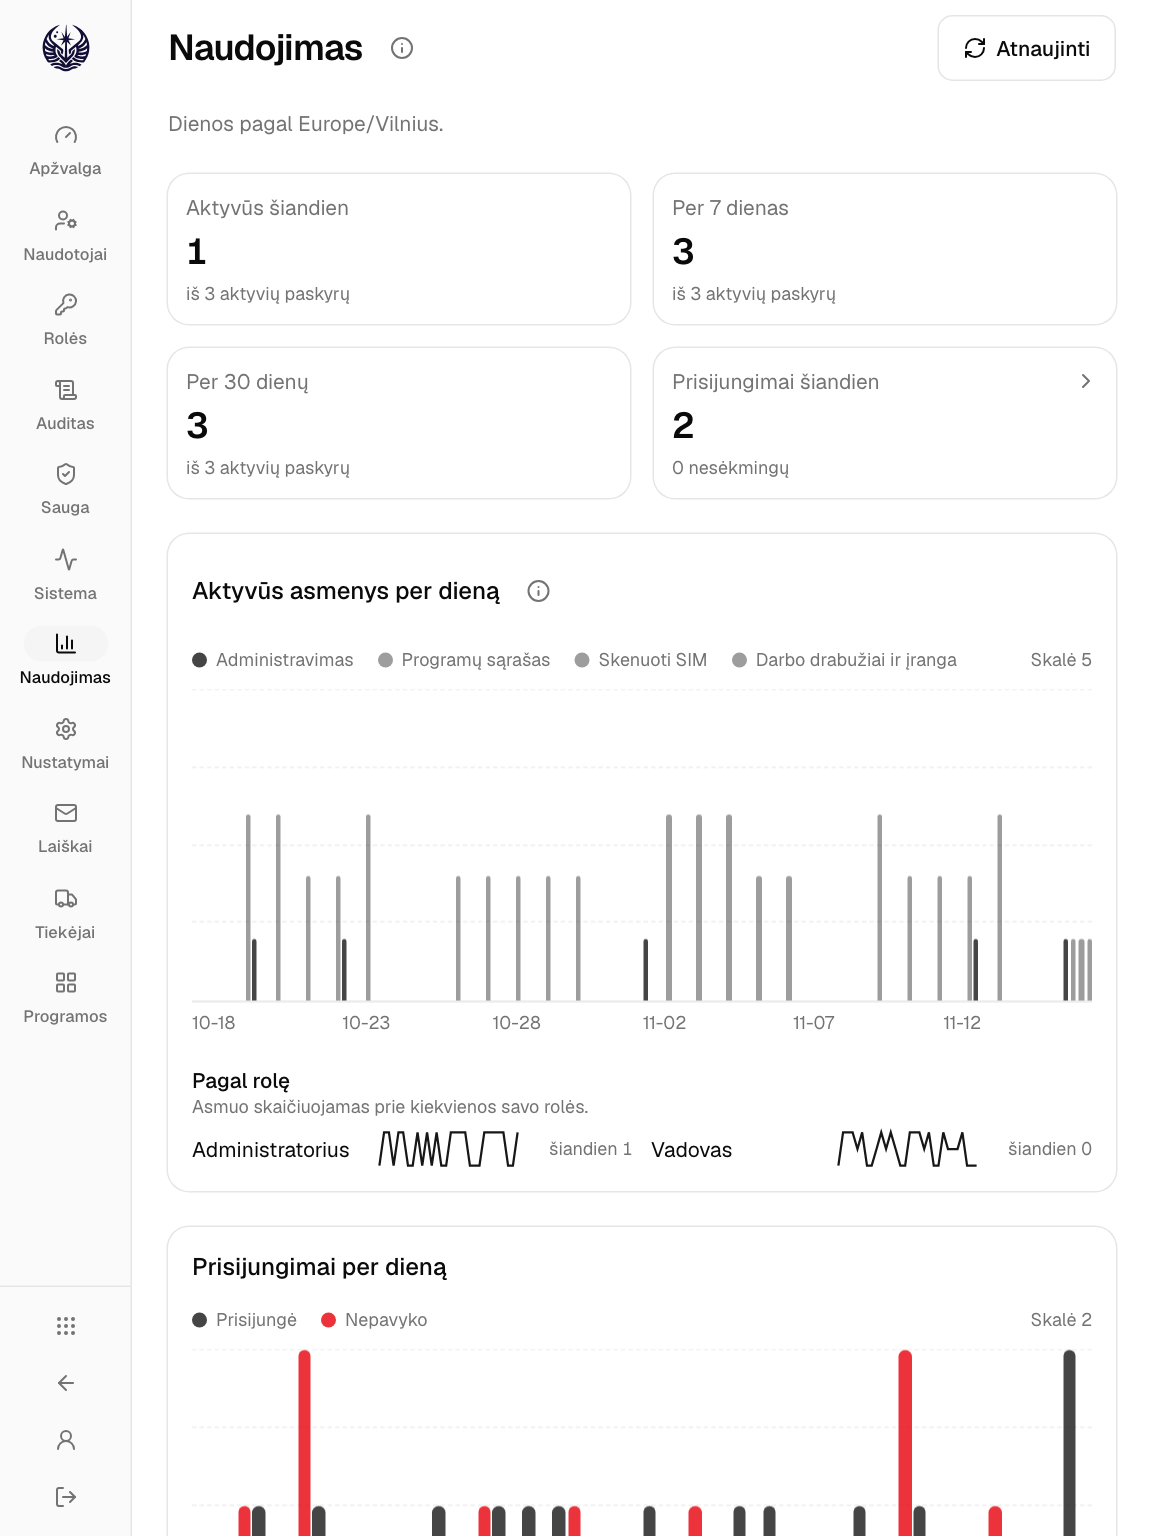 Naudojimas
Atnaujinti
Dienos pagal Europe/Vilnius.
Apžvalga
Naudotojai
Rolės
Auditas
Sauga
Sistema
Naudojimas
Nustatymai
Laiškai
Tiekėjai
Programos
Aktyvūs šiandien
1
iš 3 aktyvių paskyrų
Per 7 dienas
3
iš 3 aktyvių paskyrų
Per 30 dienų
3
iš 3 aktyvių paskyrų
Prisijungimai šiandien
2
0 nesėkmingų
Aktyvūs asmenys per dieną
Administravimas Programų sąrašas Skenuoti SIM Darbo drabužiai ir įranga Skalė 5
10-18 10-23 10-28 11-02 11-07 11-12
Pagal rolę
Asmuo skaičiuojamas prie kiekvienos savo rolės.
Administratorius šiandien 1 Vadovas šiandien 0
Prisijungimai per dieną
Prisijungė Nepavyko Skalė 2